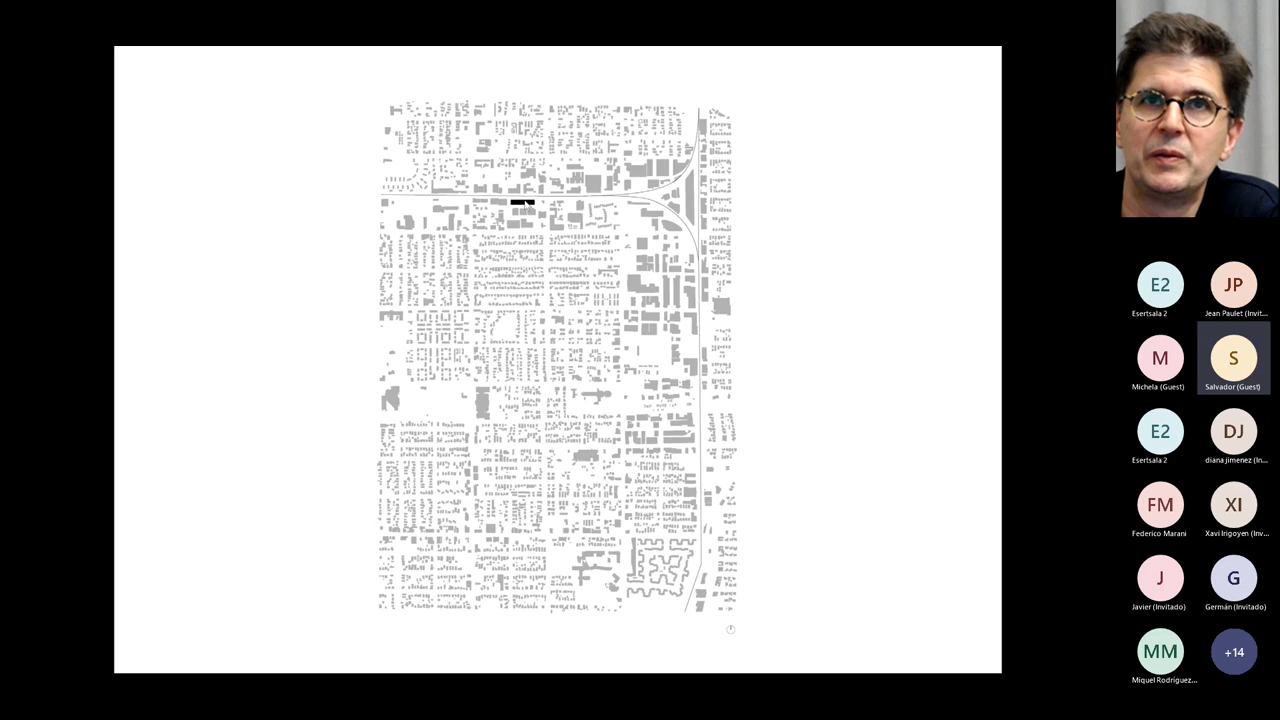 E2
JP
Esertsala 2
Jean Paulet (Invit...
M
S
Michela (Guest)
Salvador (Guest)
E2
DJ
Esertsala 2
diana jimenez (In...
FM
XI
Federico Marani
Xavi Irigoyen (Inv...
J
G
Javier (Invitado)
Germán (Invitado)
MM
+14
Miquel Rodríguez...